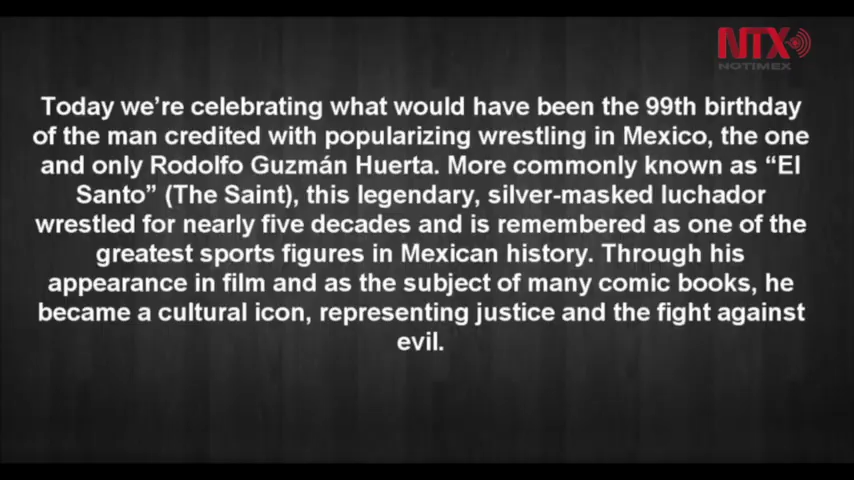 NTX
NOTIMEX
Today we’re celebrating what would have been the 99th birthday
of the man credited with popularizing wrestling in Mexico, the one
and only Rodolfo Guzmán Huerta. More commonly known as “El
Santo” (The Saint), this legendary, silver-masked luchador
wrestled for nearly five decades and is remembered as one of the
greatest sports figures in Mexican history. Through his
appearance in film and as the subject of many comic books, he
became a cultural icon, representing justice and the fight against
evil.